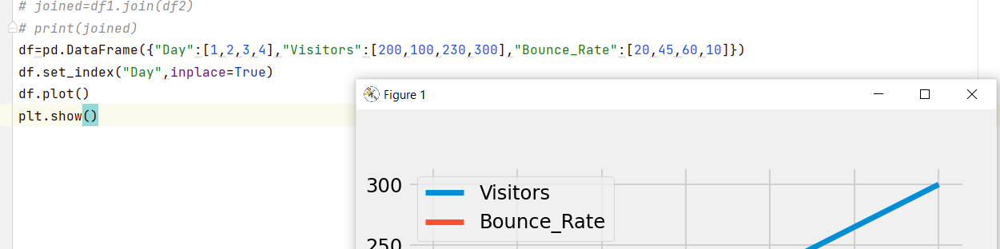 # joined=df1.join(df2)
# print(joined)
df=pd.DataFrame({"Day":[1,2,3,4],"Visitors":[200,100,230,300],"Bounce_Rate":[20,45,60,10]})
df.set_index("Day",inplace=True)
df.plot()
plt.show()
Figure 1
300
Visitors
Bounce_Rate
250